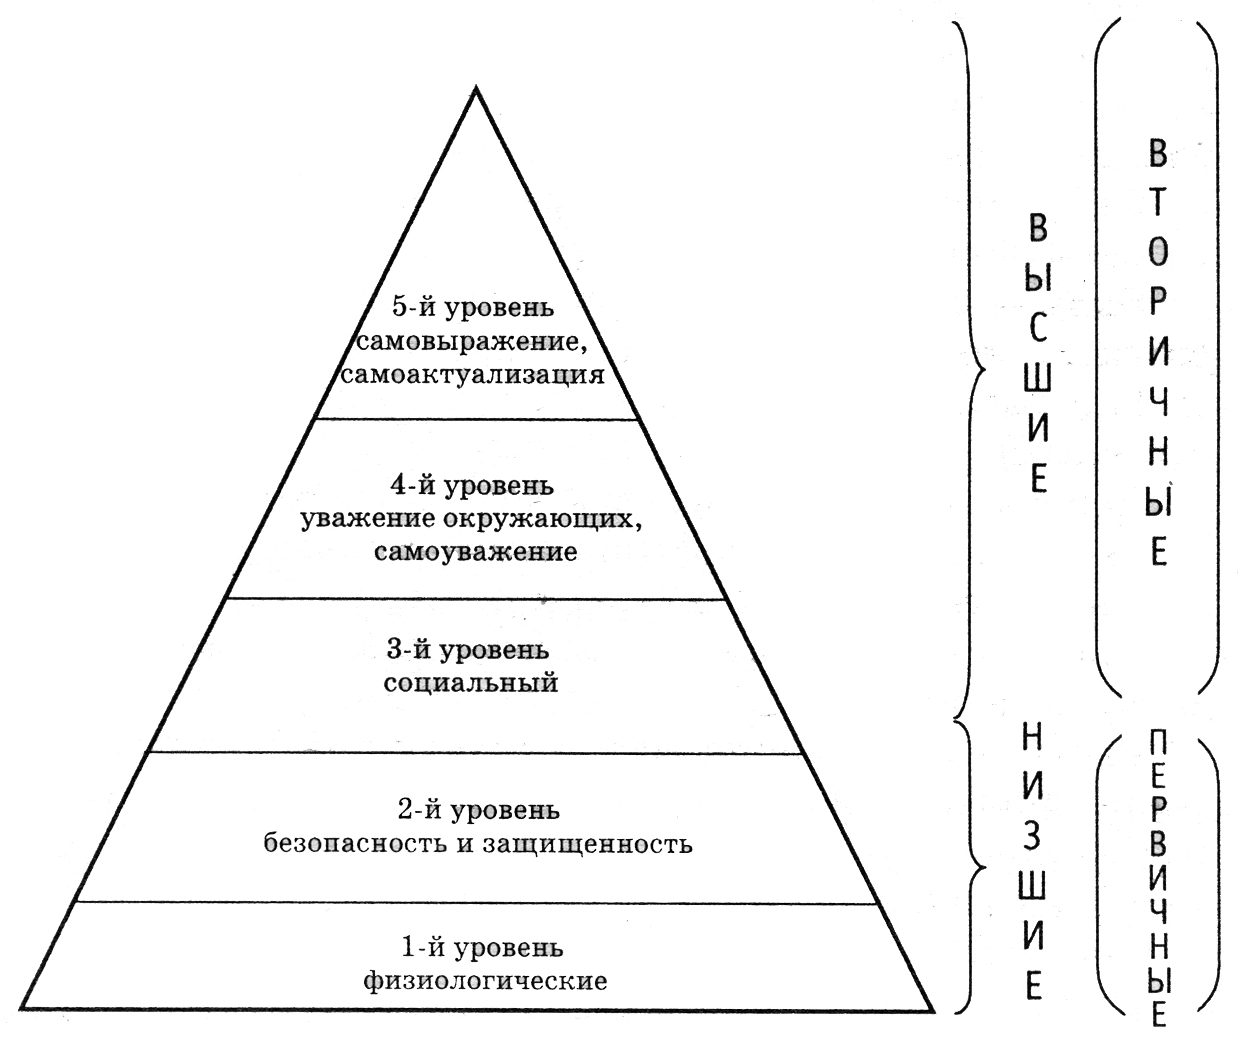 5-й уровень
самовыражение,
самоактуализация
4-й уровень
уважение окружающих,
самоуважение
3-й уровень
социальный
2-й уровень
безопасность и защищенность
1-й уровень
физиологические
ВЫСШИЕ
НИЗШИЕ
ВТОРИЧНЫЕ
ПЕРВИЧНЫЕ